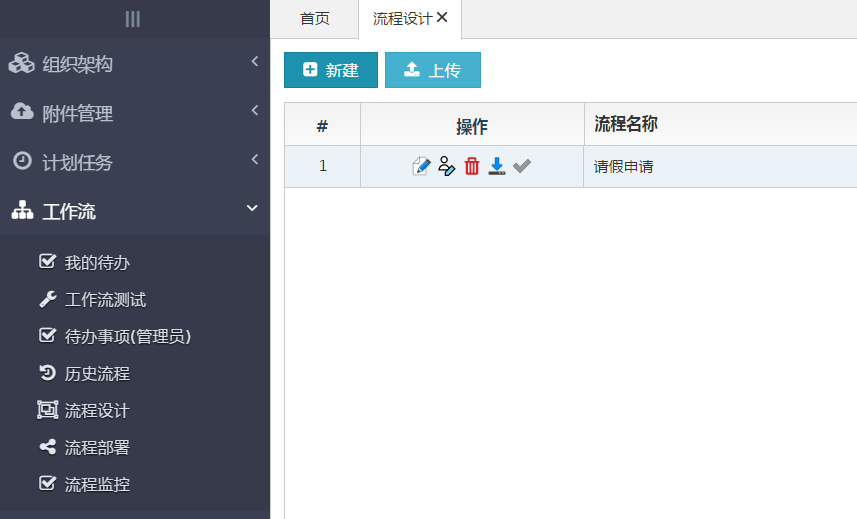 首页
流程设计
组织架构
附件管理
计划任务
工作流
我的待办
工作流测试
待办事项(管理员)
历史流程
流程设计
流程部署
流程监控
新建
上传
# 操作 流程名称
1 请假申请